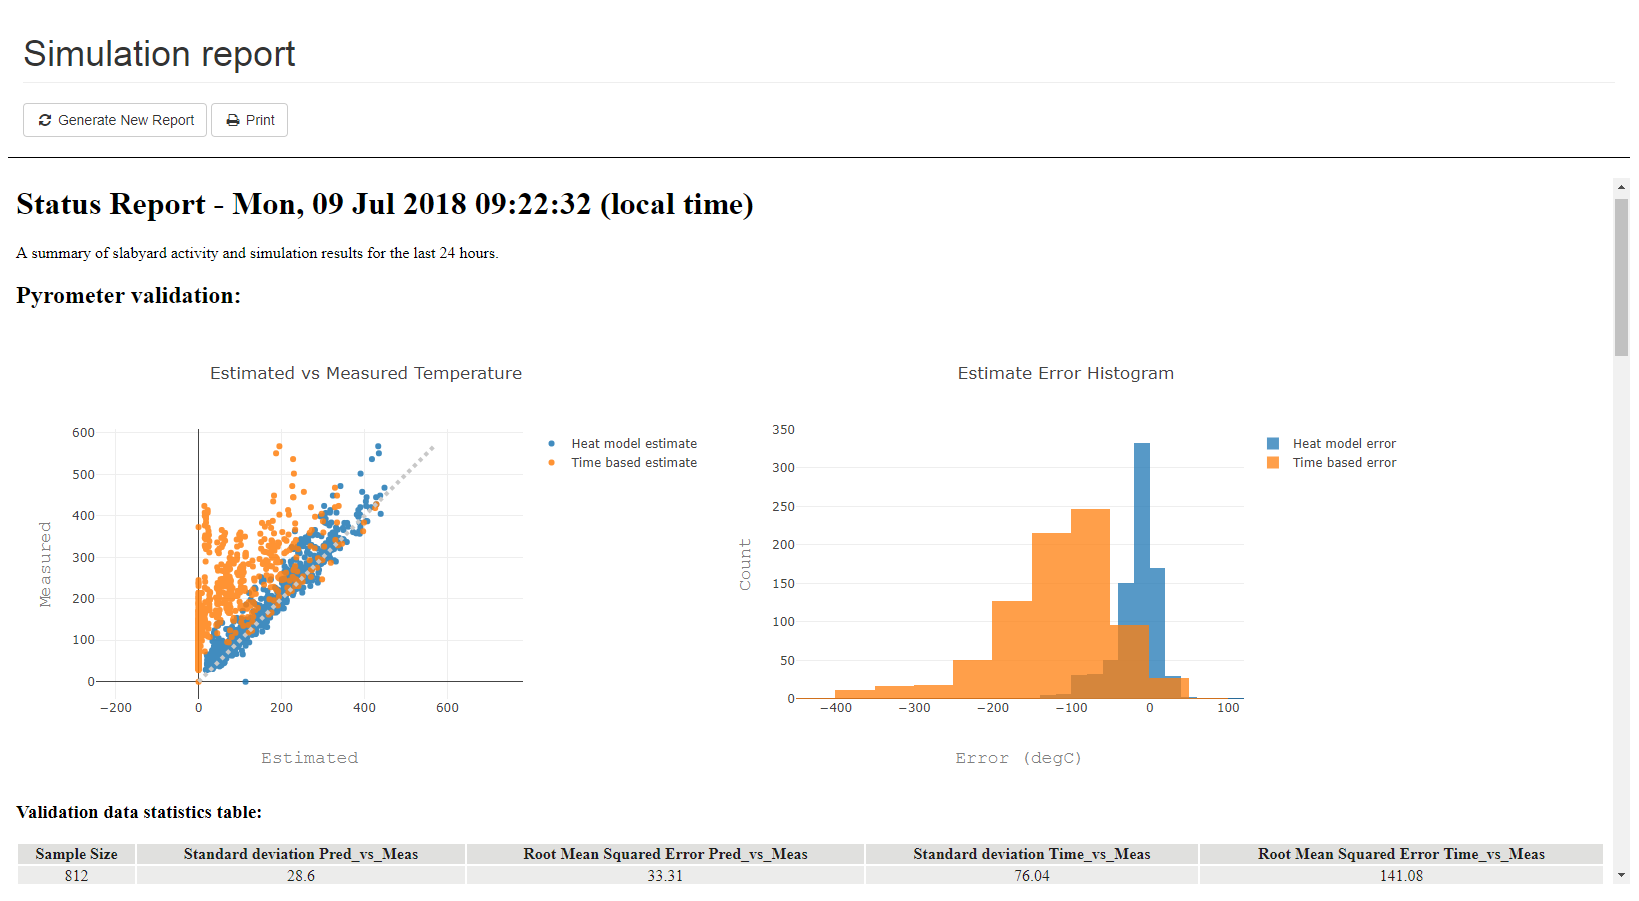 Simulation report
Generate New Report
Print
Status Report - Mon, 09 Jul 2018 09:22:32 (local time)
A summary of slabyard activity and simulation results for the last 24 hours.
Pyrometer validation:
Estimated vs Measured Temperature
600
500
400
300
200
100
0
−200 0 200 400 600
Measured
Estimated
Heat model estimate
Time based estimate
Estimate Error Histogram
350
300
250
200
150
100
50
0
−400 −300 −200 −100 0 100
Count
Error (degC)
Heat model error
Time based error
Validation data statistics table:
Sample Size Standard deviation Pred_vs_Meas Root Mean Squared Error Pred_vs_Meas Standard deviation Time_vs_Meas Root Mean Squared Error Time_vs_Meas
812 28.6 33.31 76.04 141.08